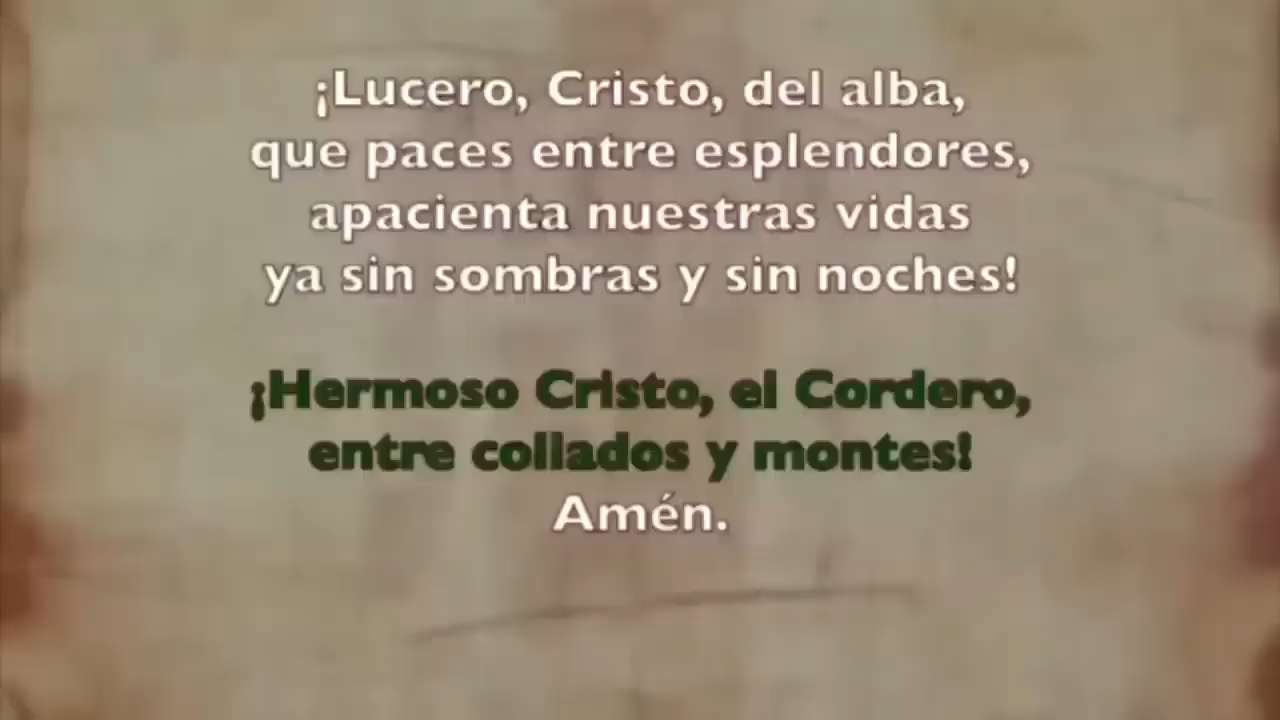 ¡Lucero, Cristo, del alba,
que paces entre esplendores,
apacienta nuestras vidas
ya sin sombras y sin noches!
¡Hermoso Cristo, el Cordero,
entre collados y montes!
Amén.